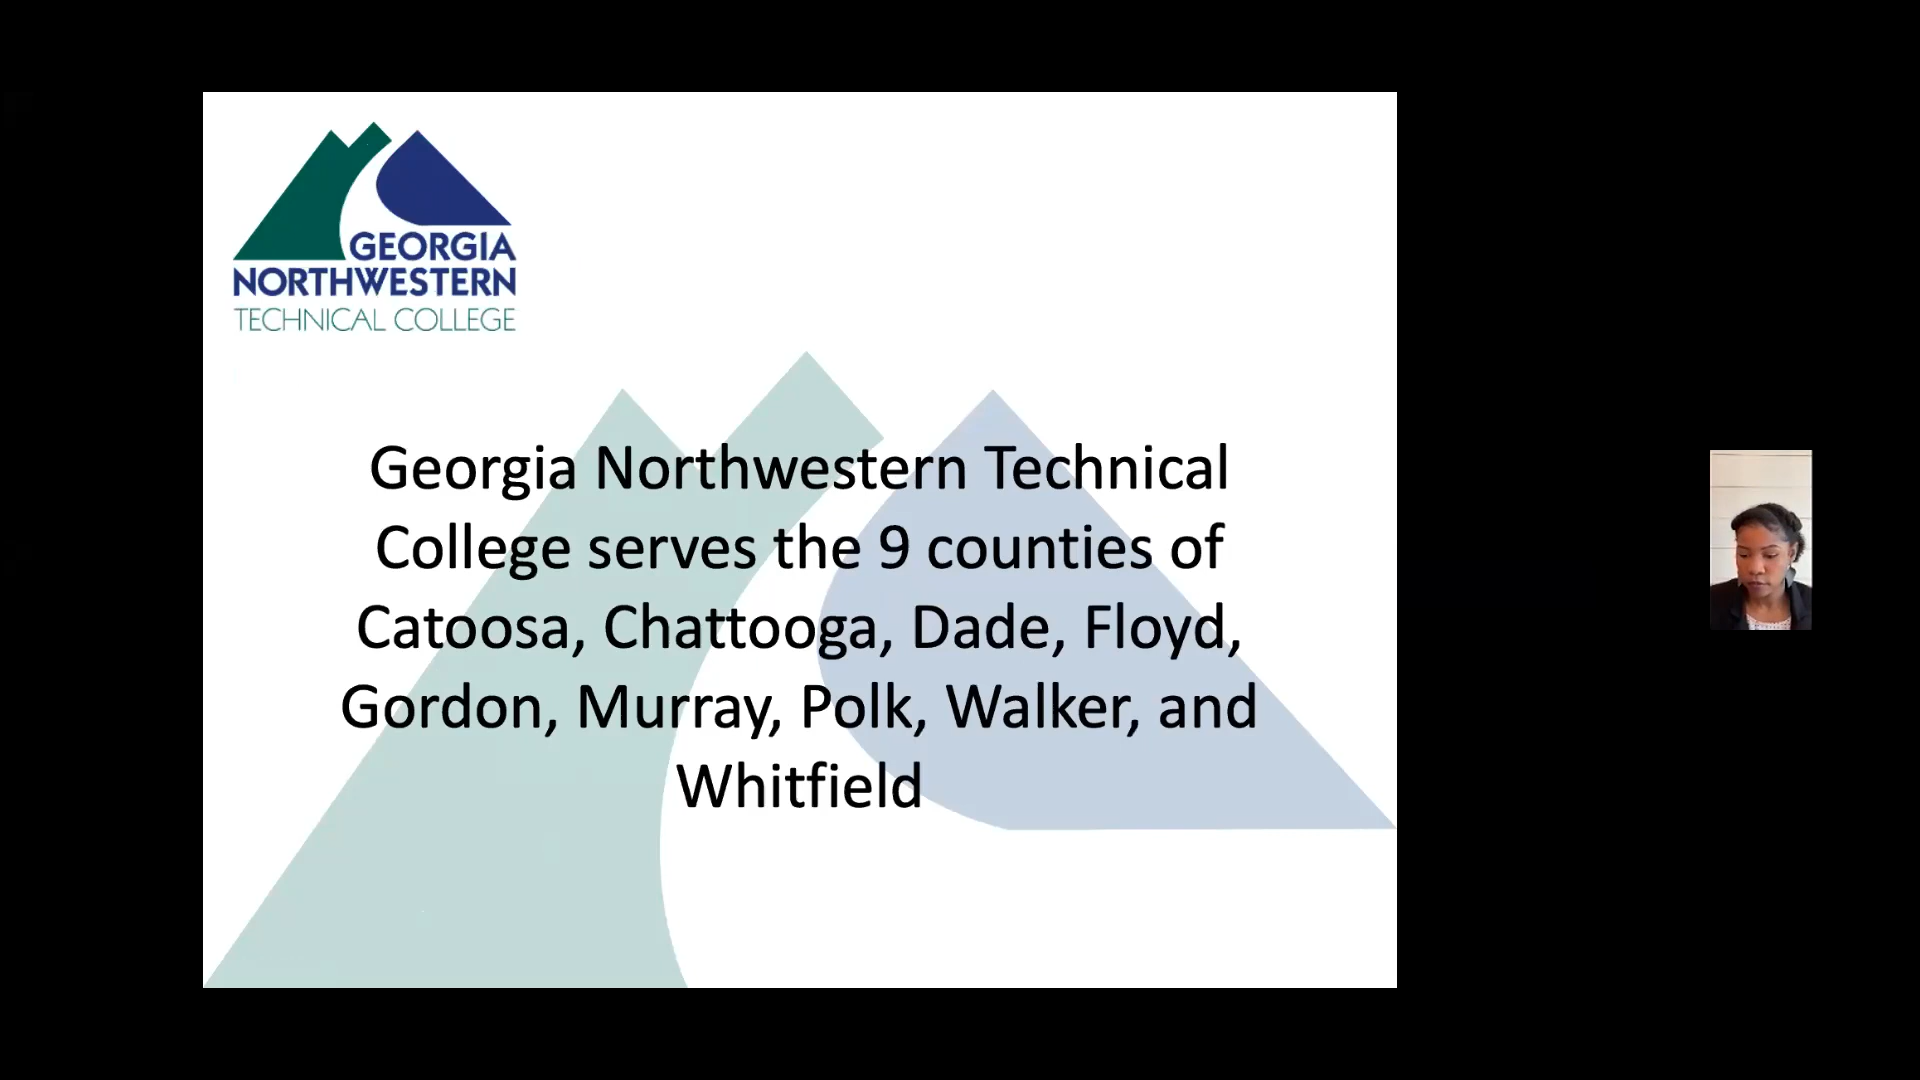 GEORGIA
NORTHWESTERN
TECHNICAL COLLEGE
Georgia Northwestern Technical
College serves the 9 counties of
Catoosa, Chattooga, Dade, Floyd,
Gordon, Murray, Polk, Walker, and
Whitfield